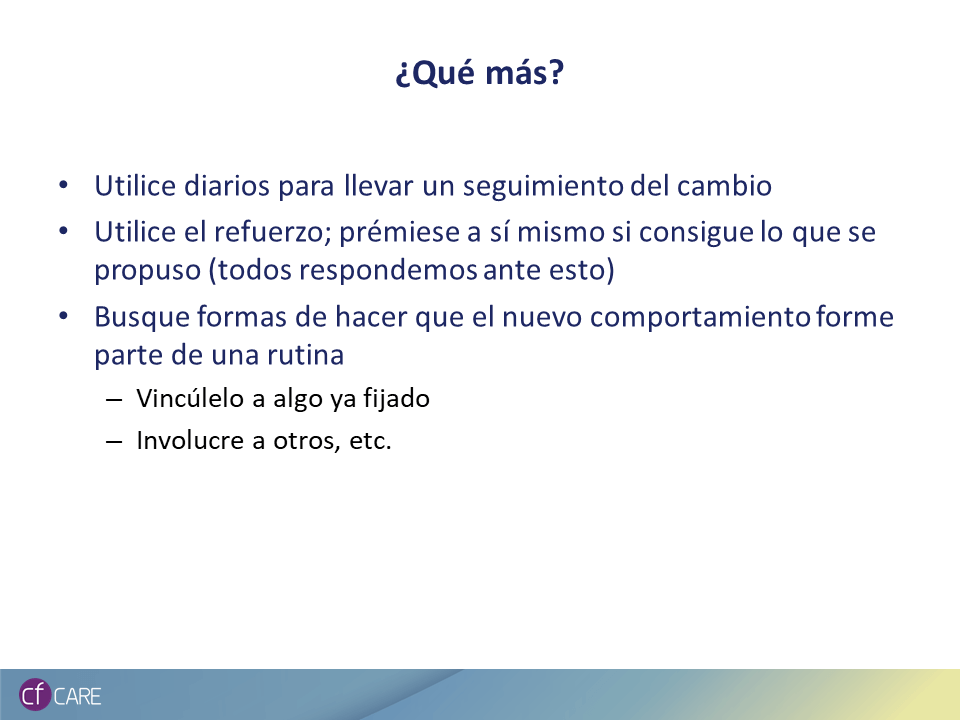 ¿Qué más?
• Utilice diarios para llevar un seguimiento del cambio
• Utilice el refuerzo; prémiese a sí mismo si consigue lo que se
propuso (todos respondemos ante esto)
• Busque formas de hacer que el nuevo comportamiento forme
parte de una rutina
– Vincúlelo a algo ya fijado
– Involucre a otros, etc.
cf CARE